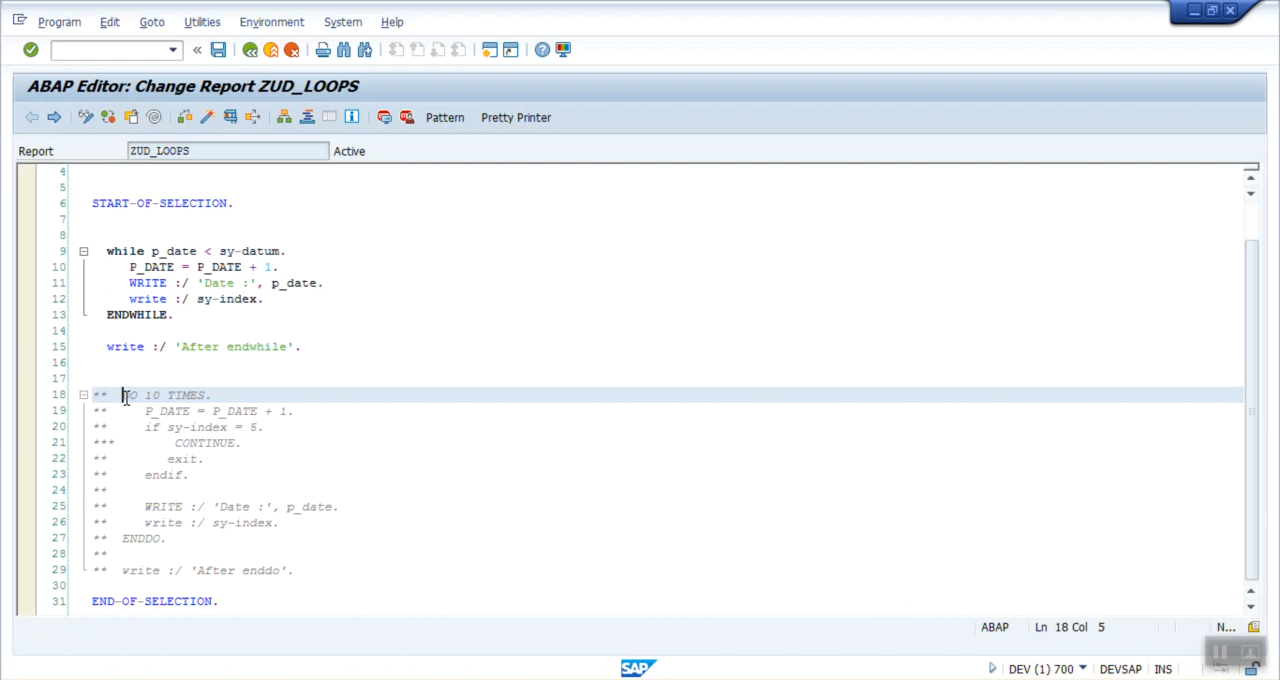 Program Edit Goto Utilities Environment System Help
ABAP Editor: Change Report ZUD_LOOPS
Pattern Pretty Printer
Report ZUD_LOOPS Active
4
5
6 START-OF-SELECTION.
7
8
9 while p_date < sy-datum.
10 P_DATE = P_DATE + 1.
11 WRITE :/ 'Date :', p_date.
12 write :/ sy-index.
13 ENDWHILE.
14
15 write :/ 'After endwhile'.
16
17
18 ** DO 10 TIMES.
19 ** P_DATE = P_DATE + 1.
20 ** if sy-index = 5.
21 *** CONTINUE.
22 ** exit.
23 ** endif.
24 **
25 ** WRITE :/ 'Date :', p_date.
26 ** write :/ sy-index.
27 ** ENDDO.
28 **
29 ** write :/ 'After enddo'.
30
31 END-OF-SELECTION.
ABAP Ln 18 Col 5 N...
SAP DEV (1) 700 DEVSAP INS